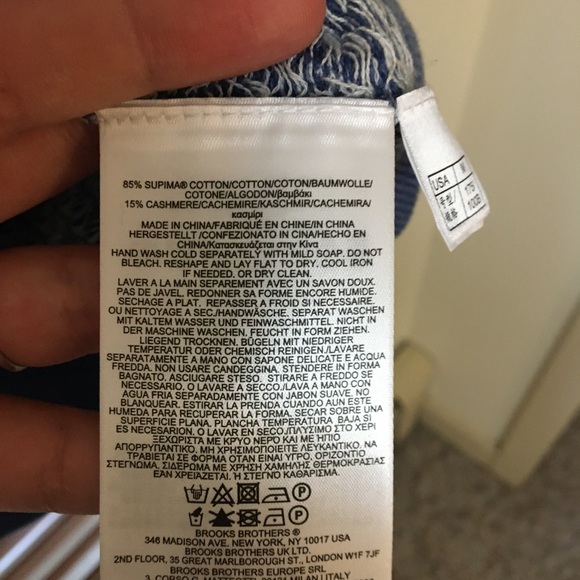 85% SUPIMA® COTTON/COTTON/COTON/BAUMWOLLE/
COTONE/ALGODON/βαμβάκι
15% CASHMERE/CACHEMIRE/KASCHMIR/CACHEMIRA/
κασμίρι
MADE IN CHINA/FABRIQUÉ EN CHINE/IN CHINA
HERGESTELLT/CONFEZIONATO IN CINA/HECHO EN
CHINA/Κατασκευάζεται στην Κίνα
HAND WASH COLD SEPARATELY WITH MILD SOAP. DO NOT
BLEACH. RESHAPE AND LAY FLAT TO DRY. COOL IRON
IF NEEDED. OR DRY CLEAN.
LAVER A LA MAIN SEPAREMENT AVEC UN SAVON DOUX.
PAS DE JAVEL. REDONNER SA FORME ENCORE HUMIDE.
SECHAGE A PLAT. REPASSER A FROID SI NECESSAIRE.
OU NETTOYAGE A SEC./HANDWÄSCHE. SEPARAT WASCHEN
MIT KALTEM WASSER UND FEINWASCHMITTEL. NICHT IN
DER MASCHINE WASCHEN. FEUCHT IN FORM ZIEHEN.
LIEGEND TROCKNEN. BÜGELN MIT NIEDRIGER
TEMPERATUR ODER CHEMISCH REINIGEN./LAVARE
SEPARATAMENTE A MANO CON SAPONE DELICATE E ACQUA
FREDDA. NON USARE CANDEGGINA. STENDERE IN FORMA
BAGNATO. ASCIUGARE STESO. STIRARE A FREDDO SE
NECESSARIO, O LAVARE A SECCO./LAVA A MANO CON
AGUA FRIA SEPARADAMENTE CON JABON SUAVE. NO
BLANQUEAR. ESTIRAR LA PRENDA CUANDO AUN ESTE
HUMEDA PARA RECUPERAR LA FORMA. SECAR SOBRE UNA
SUPERFICIE PLANA. PLANCHA TEMPERATURA BAJA SI
ES NECESARION. O LAVAR EN SECO./ΠΛΥΣΙΜΟ ΣΤΟ ΧΕΡΙ
ΞΕΧΩΡΙΣΤΑ ΜΕ ΚΡΥΟ ΝΕΡΟ ΚΑΙ ΜΕ ΗΠΙΟ
ΑΠΟΡΡΥΠΑΝΤΙΚΟ. ΜΗ ΧΡΗΣΙΜΟΠΟΙΕΙΤΕ ΛΕΥΚΑΝΤΙΚΟ. ΝΑ
ΤΡΑΒΙΕΤΑΙ ΣΕ ΦΟΡΜΑ ΟΤΑΝ ΕΙΝΑΙ ΥΓΡΟ, ΟΡΙΖΟΝΤΙΟ
ΣΤΕΓΝΩΜΑ, ΣΙΔΕΡΩΜΑ ΜΕ ΧΡΗΣΗ ΧΑΜΗΛΗΣ ΘΕΡΜΟΚΡΑΣΙΑΣ
ΕΑΝ ΧΡΕΙΑΖΕΤΑΙ. Η ΣΤΕΓΝΟ ΚΑΘΑΡΙΣΜΑ.
BROOKS BROTHERS ®
346 MADISON AVE. NEW YORK, NY 10017 USA
BROOKS BROTHERS UK LTD.
2ND FLOOR, 35 GREAT MARLBOROUGH ST., LONDON W1F 7JF
BROOKS BROTHERS EUROPE SRL
3, CORSO G. MATTEOTTI
USA M
号型 175
规格 100B